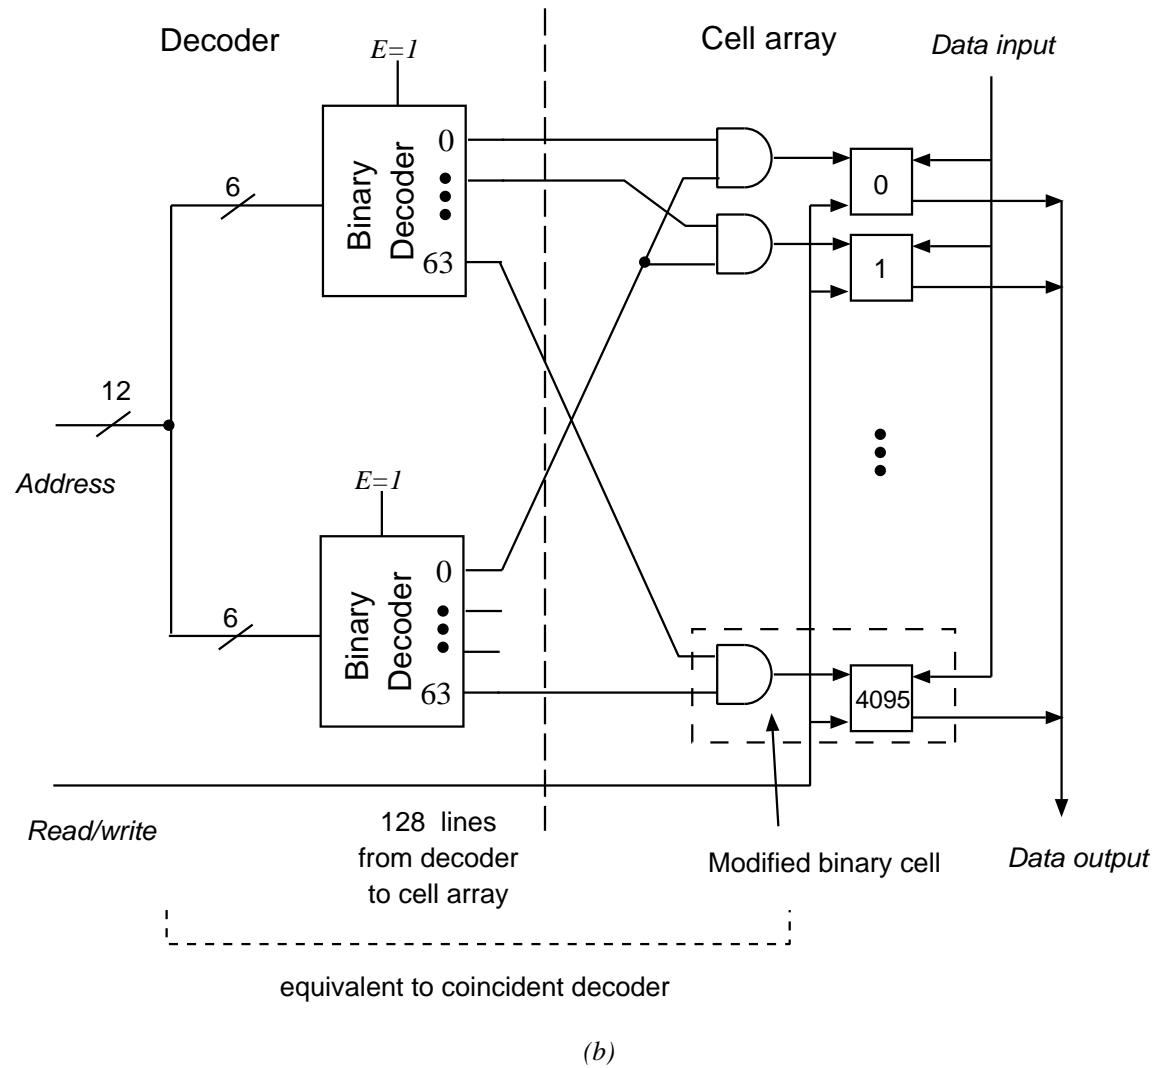 Decoder
Cell array
Data input
E=1
Binary
Decoder
0
63
6
0
1
12
Address
E=1
Binary
Decoder
0
63
6
4095
Read/write
128 lines
from decoder
to cell array
Modified binary cell
Data output
equivalent to coincident decoder
(b)